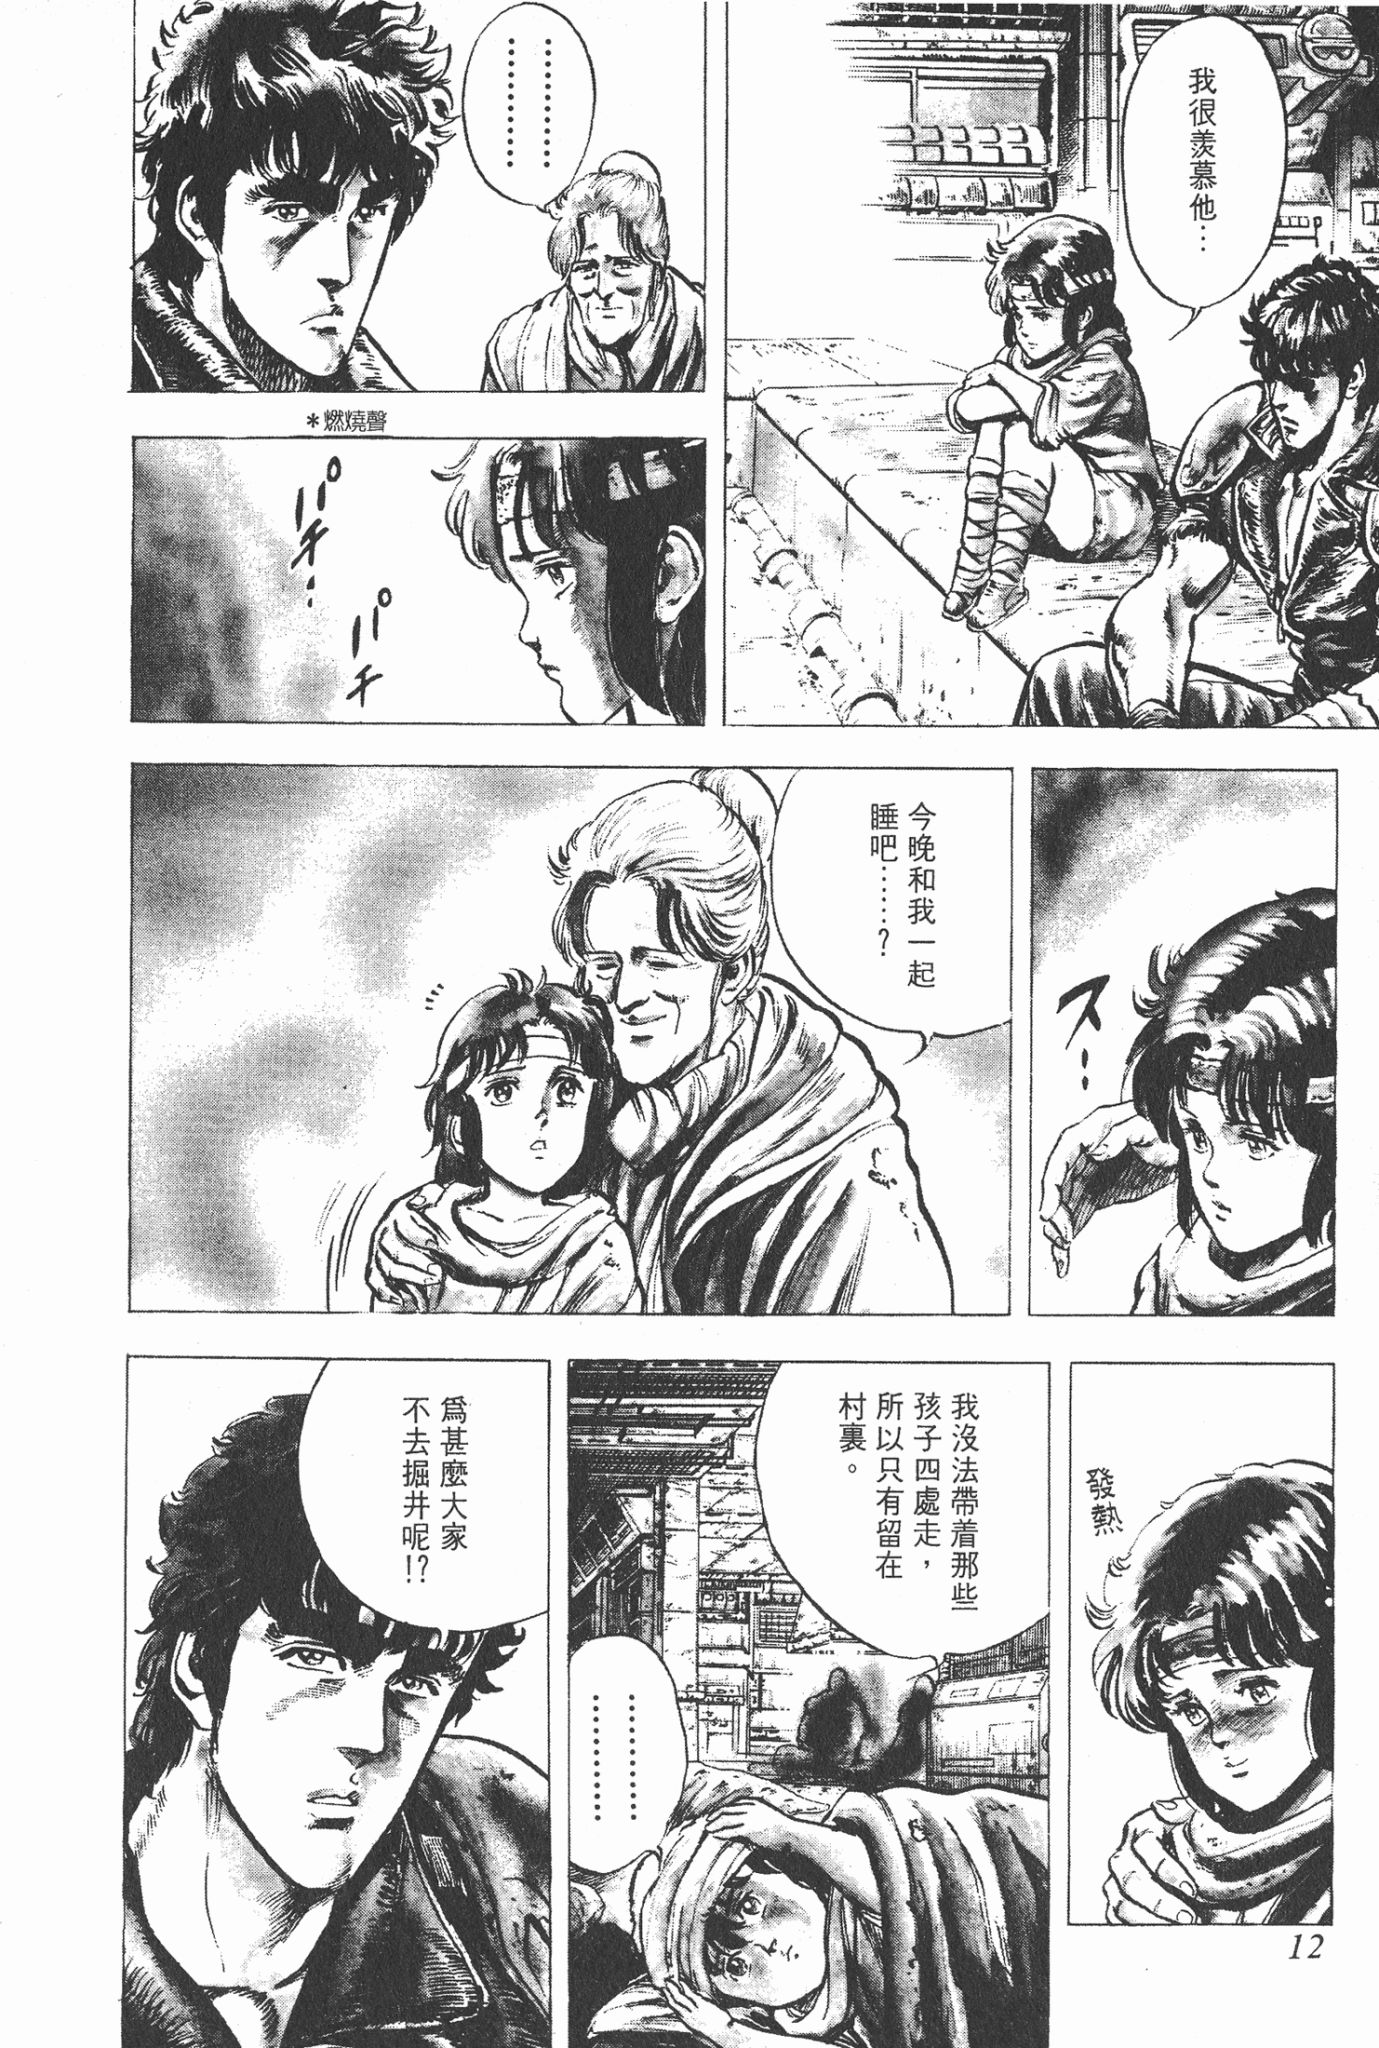 我很羨慕他…
…………
…………
＊燃燒聲
パチ・
パチ
ス…
今晚和我一起
睡吧……？
發熱
我沒法帶着那些
孩子四處走，
所以只有留在
村裏。
…………
…………
爲甚麼大家
不去掘井呢！？
12